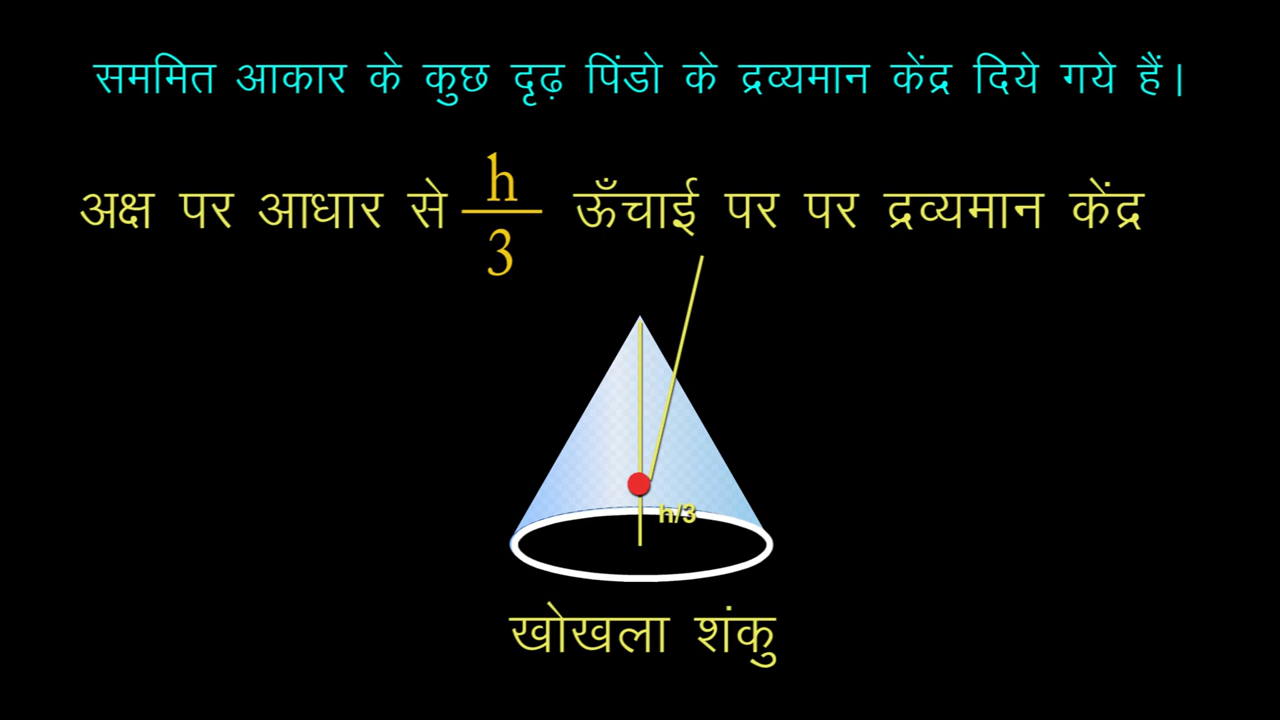 सममित आकार के कुछ दृढ़ पिंडो के द्रव्यमान केंद्र दिये गये हैं।
अक्ष पर आधार से h/3 ऊँचाई पर पर द्रव्यमान केंद्र
h/3
खोखला शंकु